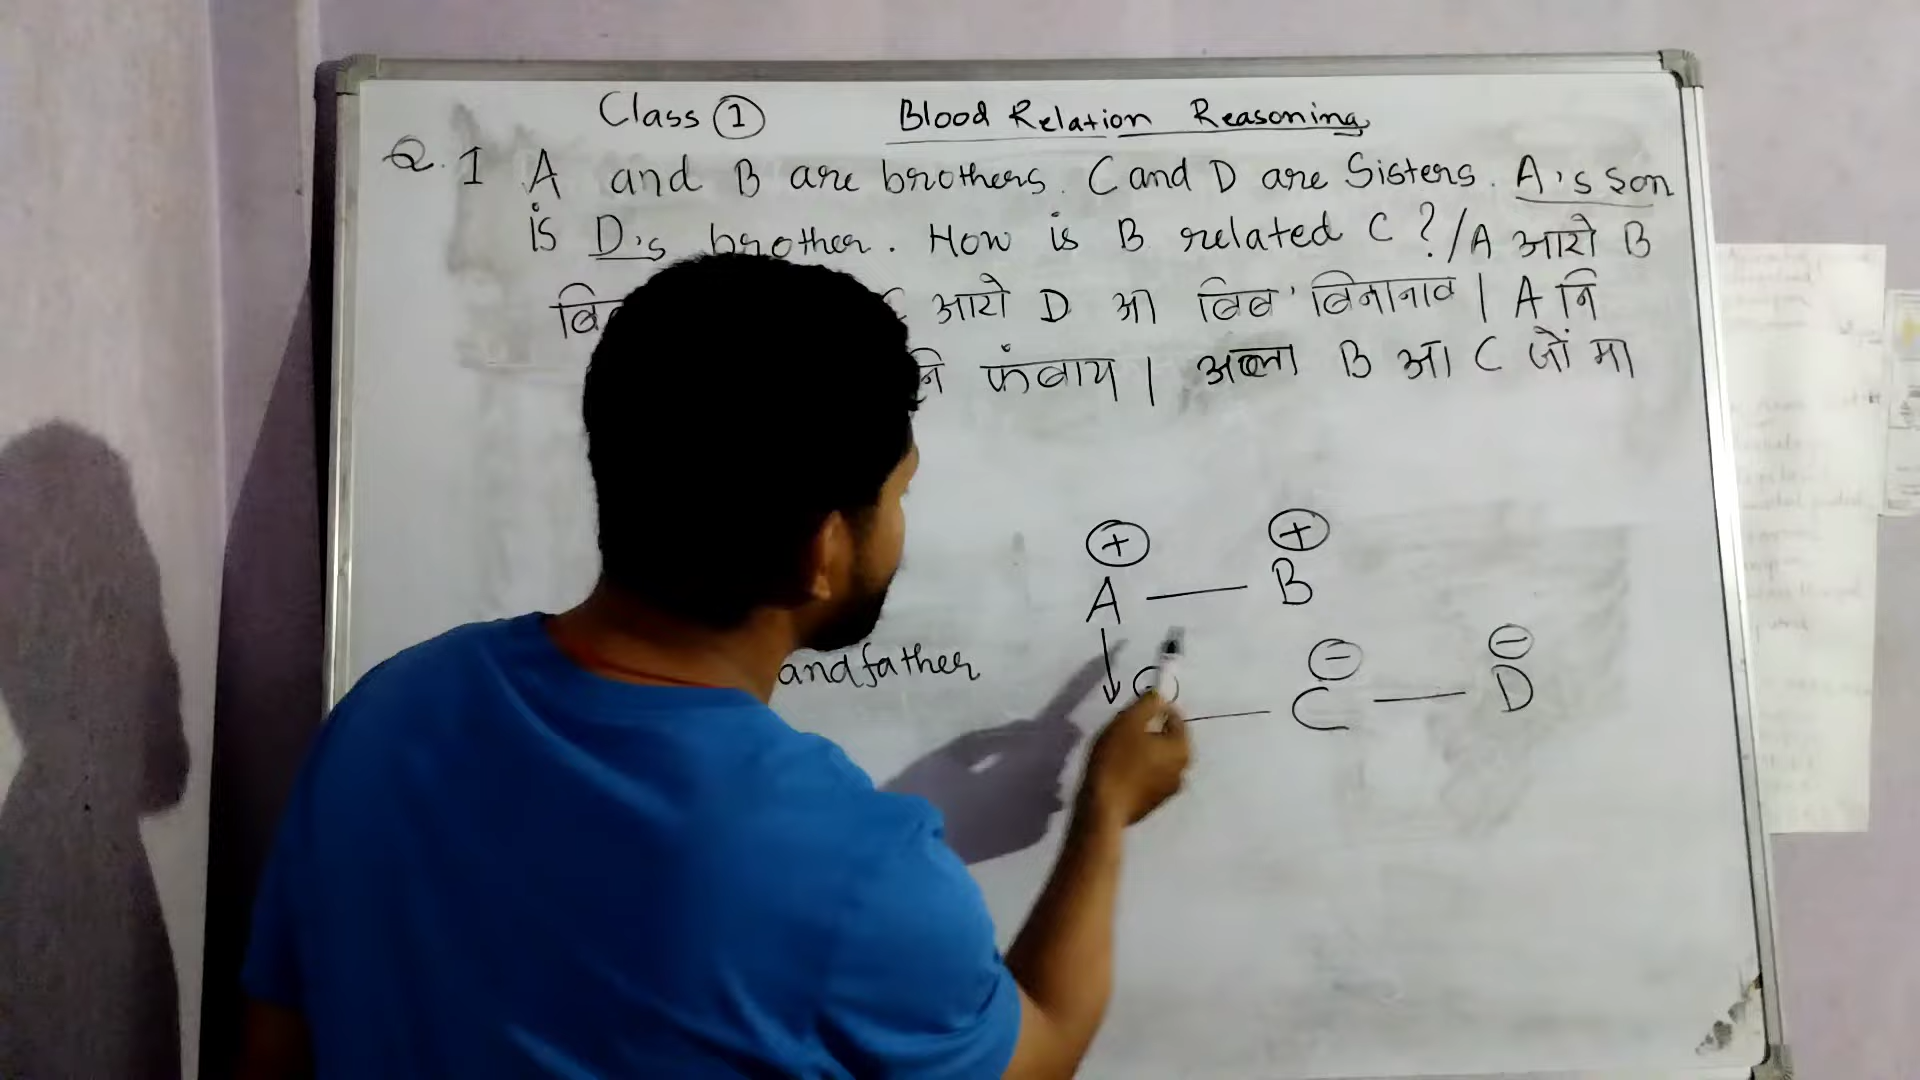 Class ① Blood Relation Reasoning
Q.1 A and B are brothers. C and D are Sisters. A's son
is D's brother. How is B related C?/A आरो B
आरो D आ बिब' बिनानाव। A नि
नि फंबाय। अब्ला B आ C जों मा
+ +
A — B
andfather
− −
C — D